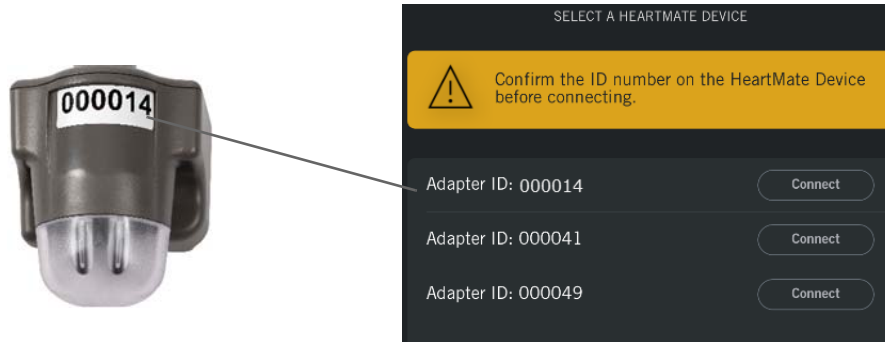 000014
SELECT A HEARTMATE DEVICE
Confirm the ID number on the HeartMate Device
before connecting.
Adapter ID: 000014 Connect
Adapter ID: 000041 Connect
Adapter ID: 000049 Connect